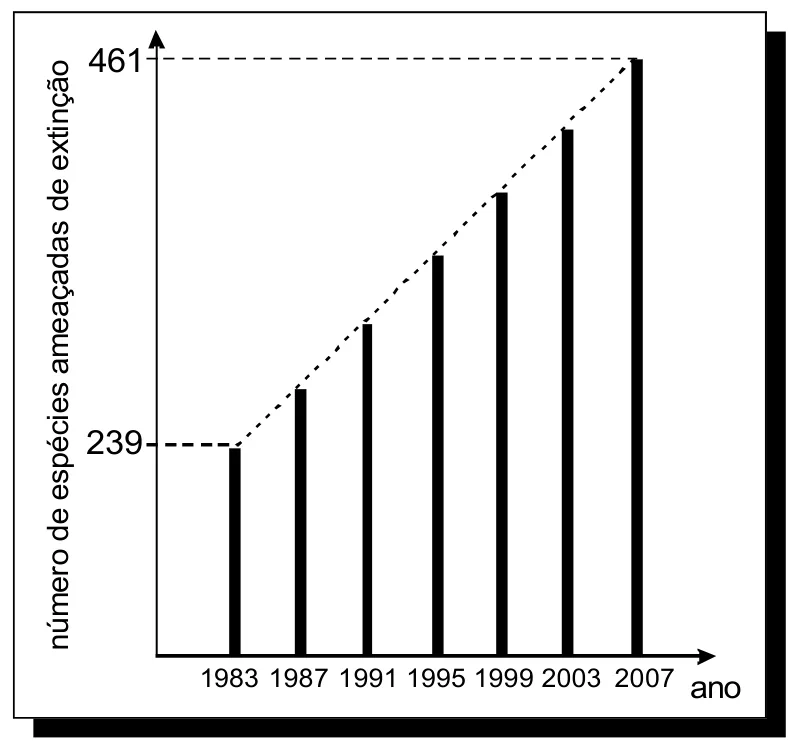 número de espécies ameaçadas de extinção
461
239
1983 1987 1991 1995 1999 2003 2007
ano